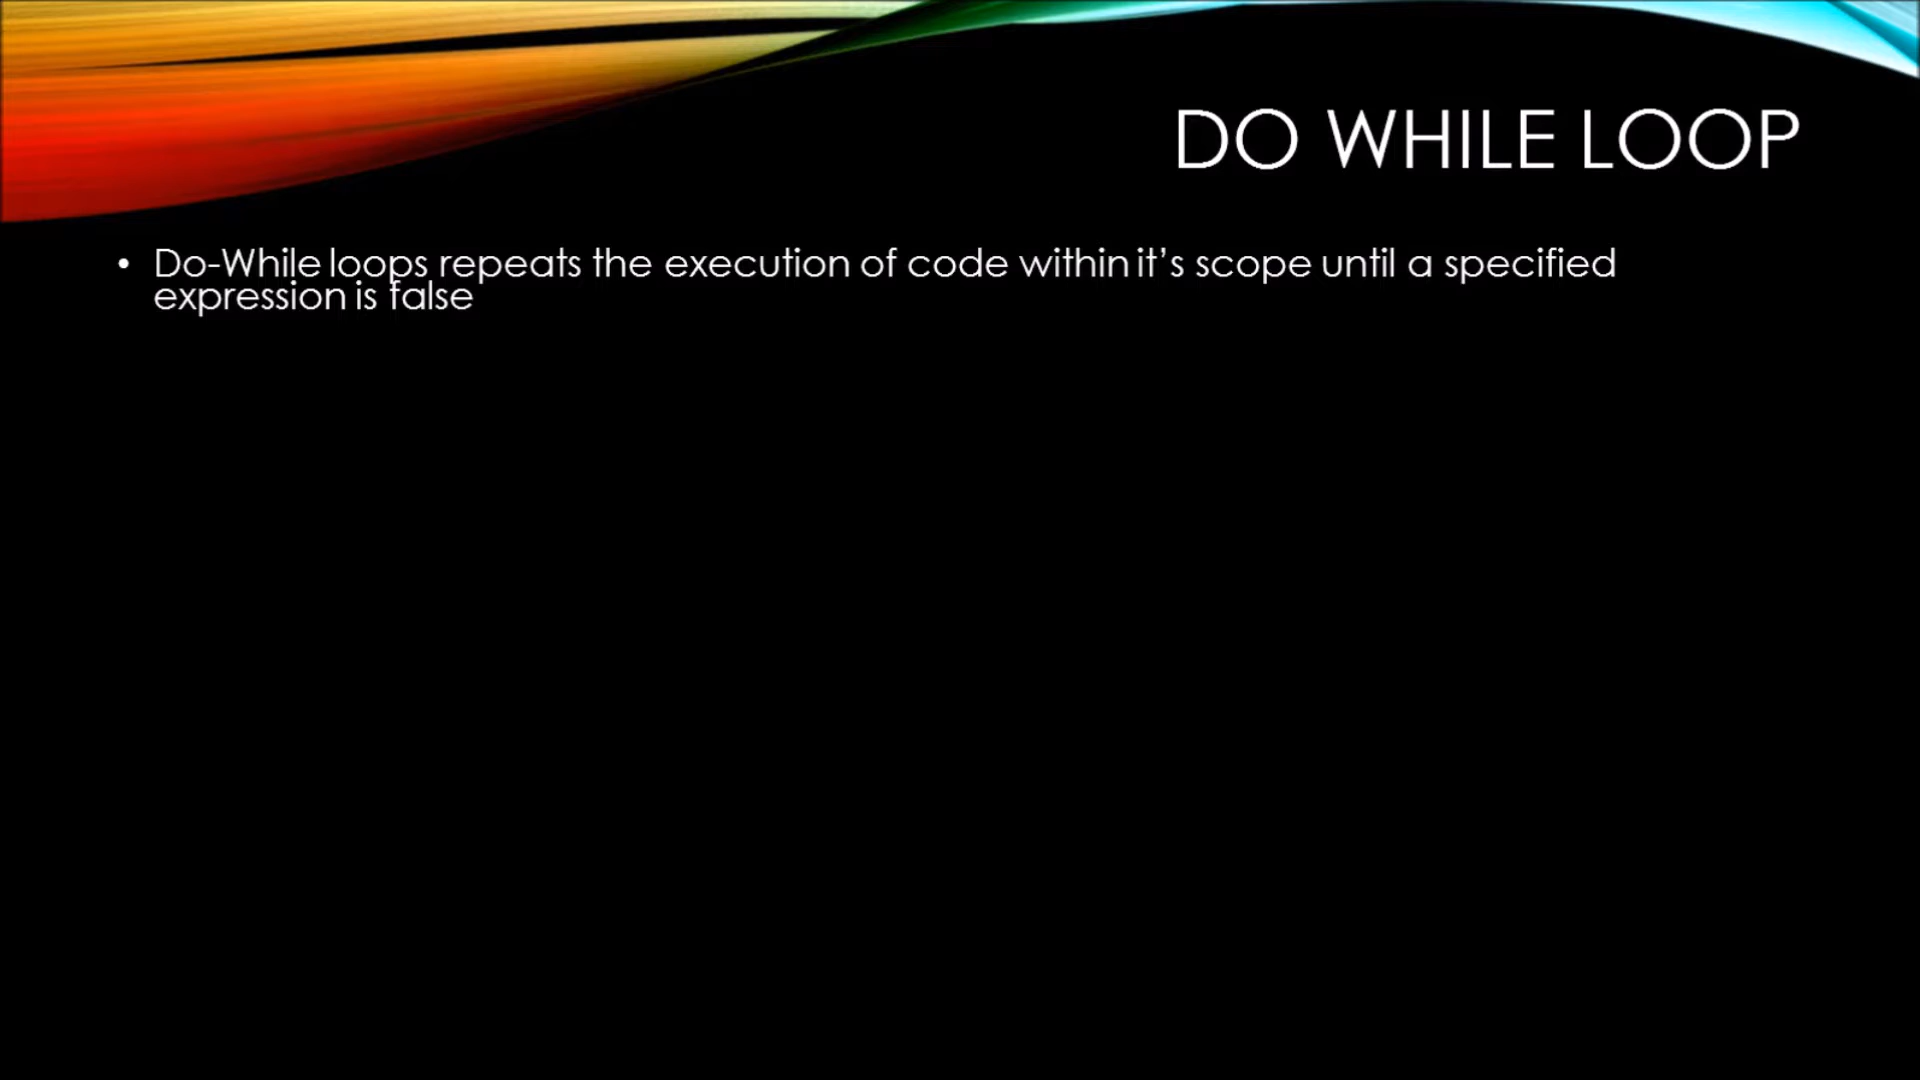 DO WHILE LOOP
• Do-While loops repeats the execution of code within it’s scope until a specified
expression is false